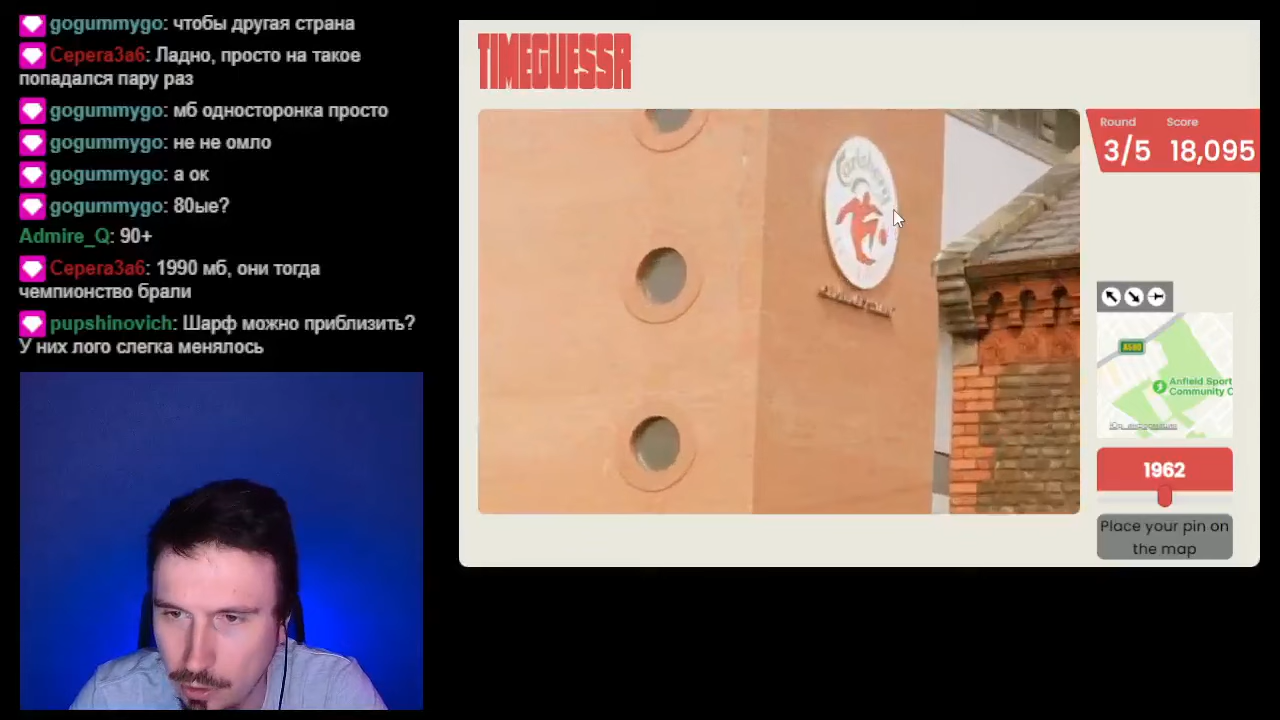 gogummygo: чтобы другая страна
Серега3а6: Ладно, просто на такое
попадался пару раз
gogummygo: мб односторонка просто
gogummygo: не не омло
gogummygo: а ок
gogummygo: 80ые?
Admire_Q: 90+
Серега3а6: 1990 мб, они тогда
чемпионство брали
pupshinovich: Шарф можно приблизить?
У них лого слегка менялось
TIMEGUESSR
Carlsberg
Round Score
3/5 18,095
A580
Anfield Sport
Community C
1962
Place your pin on
the map